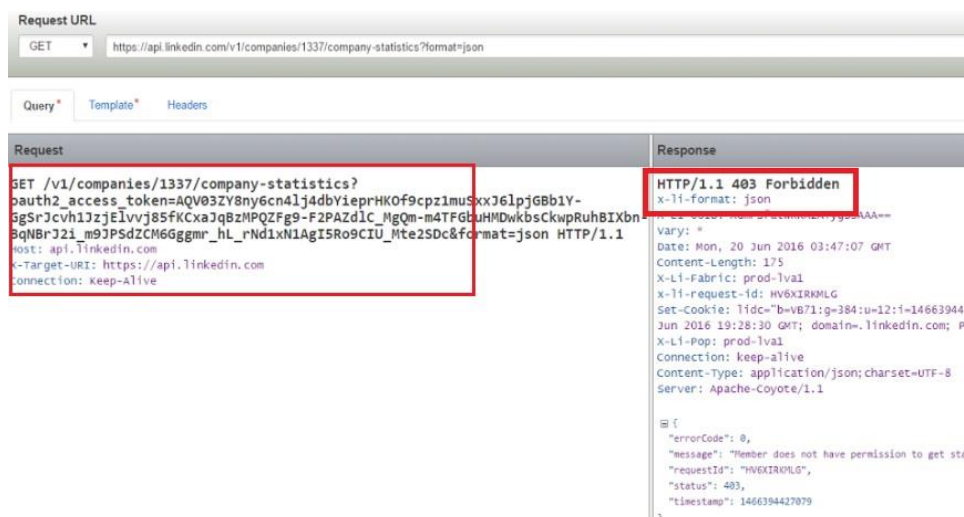 Request URL
GET https://api.linkedin.com/v1/companies/1337/company-statistics?format=json
Query* Template* Headers
Request
GET /v1/companies/1337/company-statistics?
oauth2_access_token=
&format=json HTTP/1.1
Host: api.linkedin.com
X-Target-URI: https://api.linkedin.com
Connection: Keep-Alive
Response
HTTP/1.1 403 Forbidden
x-li-format: json
Vary: *
Date: Mon, 20 Jun 2016 03:47:07 GMT
Content-Length: 175
X-Li-Fabric: prod-lva1
x-li-request-id: HV6XIRKMLG
Set-Cookie: lidc="b=VB71:g=384:u=12:i=14663944
Jun 2016 19:28:30 GMT; domain=.linkedin.com; P
X-Li-Pop: prod-lva1
Connection: keep-alive
Content-Type: application/json;charset=UTF-8
Server: Apache-Coyote/1.1
{
"errorCode": 0,
"message": "Member does not have permission to get sta
"requestId": "HV6XIRKMLG",
"status": 403,
"timestamp": 1466394427079
}